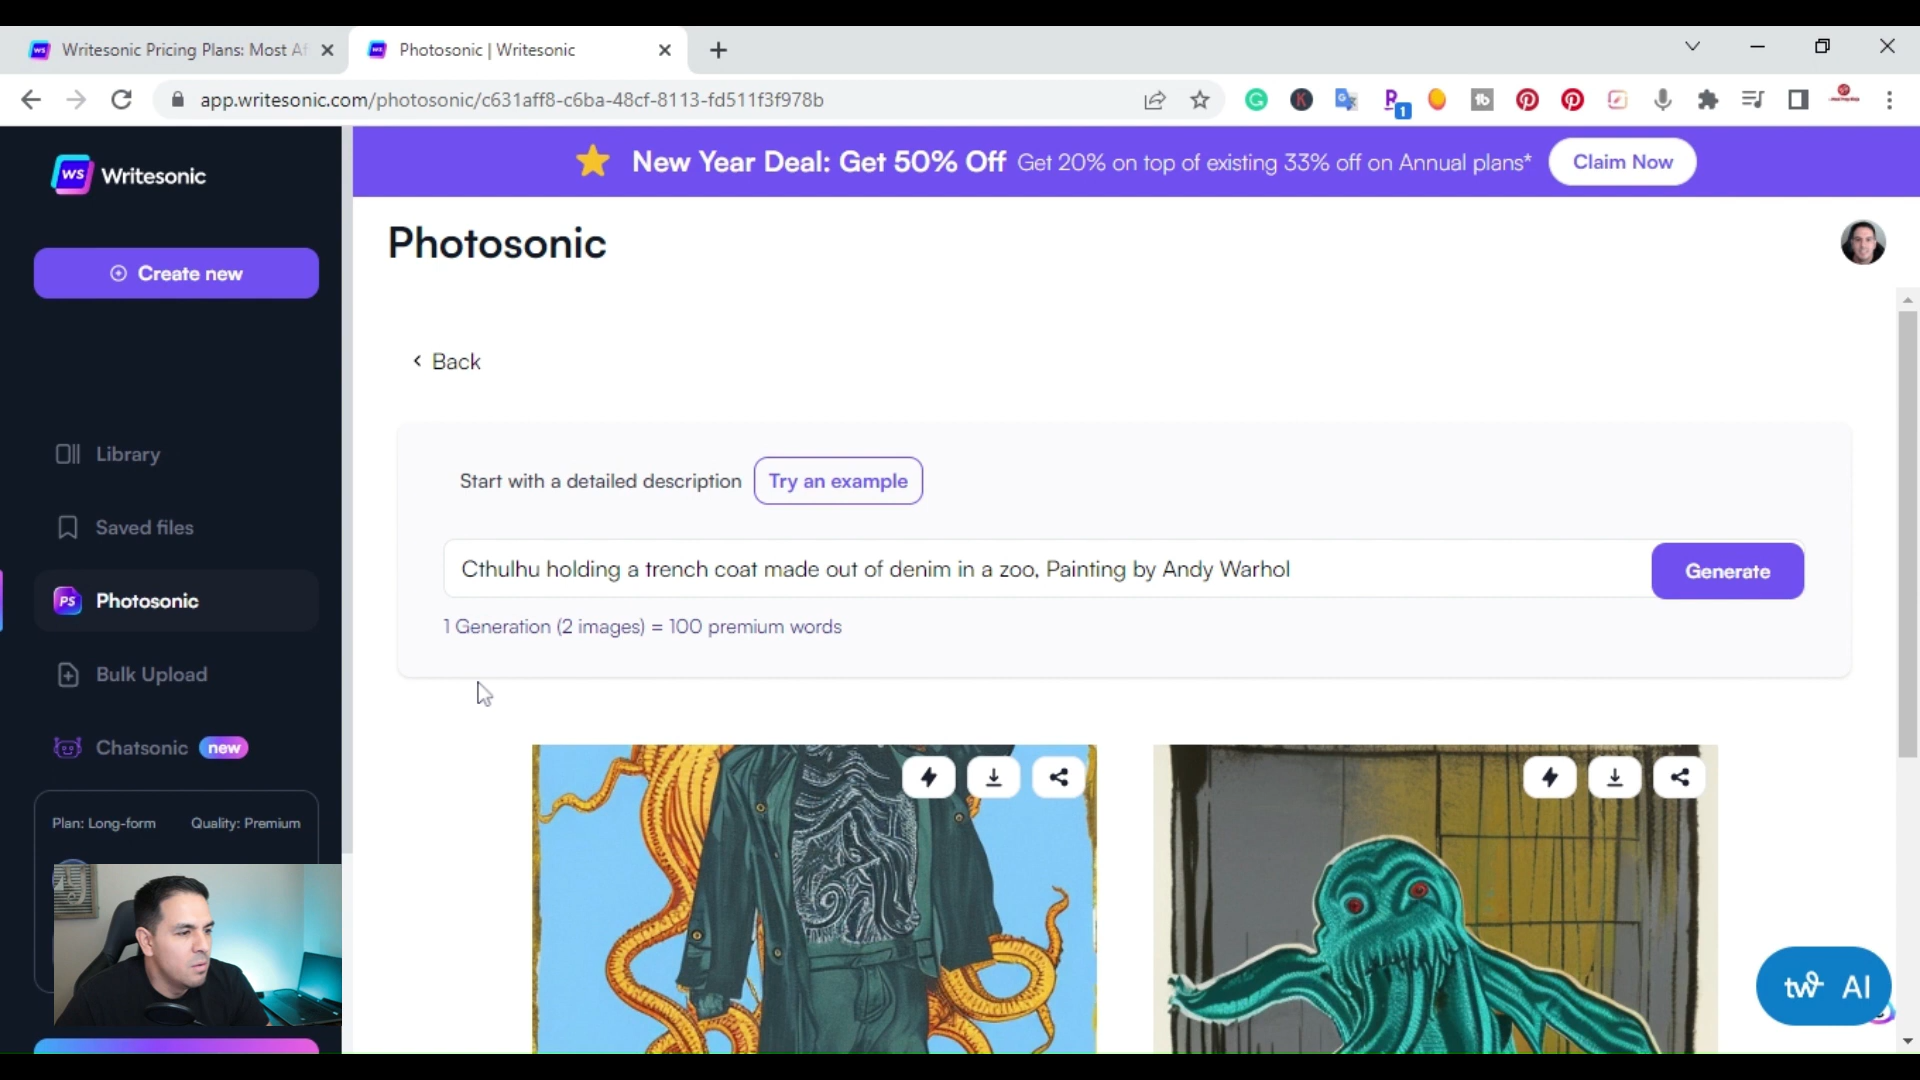 Writesonic Pricing Plans: Most Af
Photosonic | Writesonic
app.writesonic.com/photosonic/c631aff8-c6ba-48cf-8113-fd511f3f978b
1
WS Writesonic
New Year Deal: Get 50% Off Get 20% on top of existing 33% off on Annual plans* Claim Now
Photosonic
Create new
Back
Library
Start with a detailed description Try an example
Saved files
Cthulhu holding a trench coat made out of denim in a zoo, Painting by Andy Warhol
Generate
PS Photosonic
1 Generation (2 images) = 100 premium words
Bulk Upload
Chatsonic new
Plan: Long-form Quality: Premium
tw AI